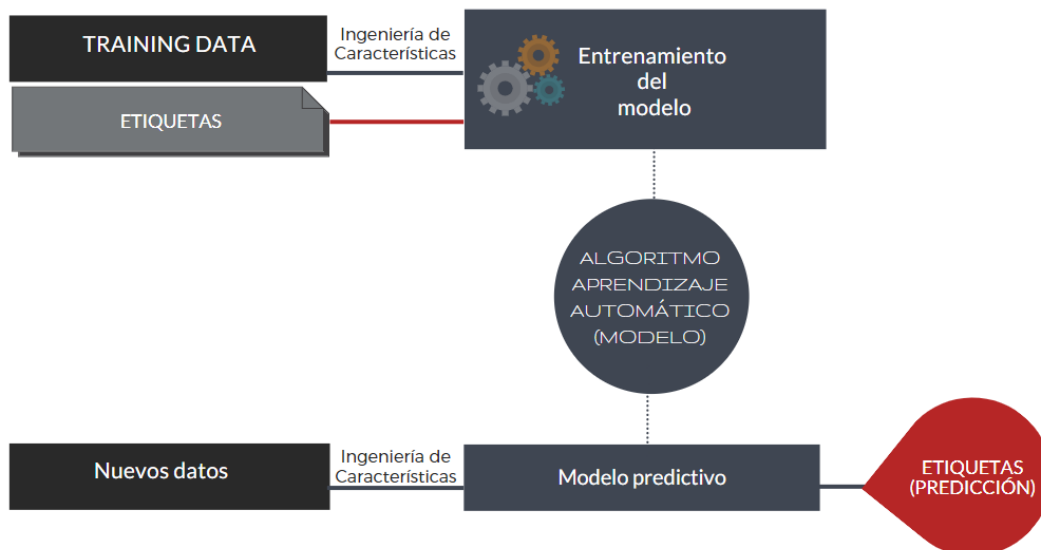 TRAINING DATA
Ingeniería de
Características
Entrenamiento
del
modelo
ETIQUETAS
ALGORITMO
APRENDIZAJE
AUTOMÁTICO
(MODELO)
Nuevos datos
Ingeniería de
Características
Modelo predictivo
ETIQUETAS
(PREDICCIÓN)